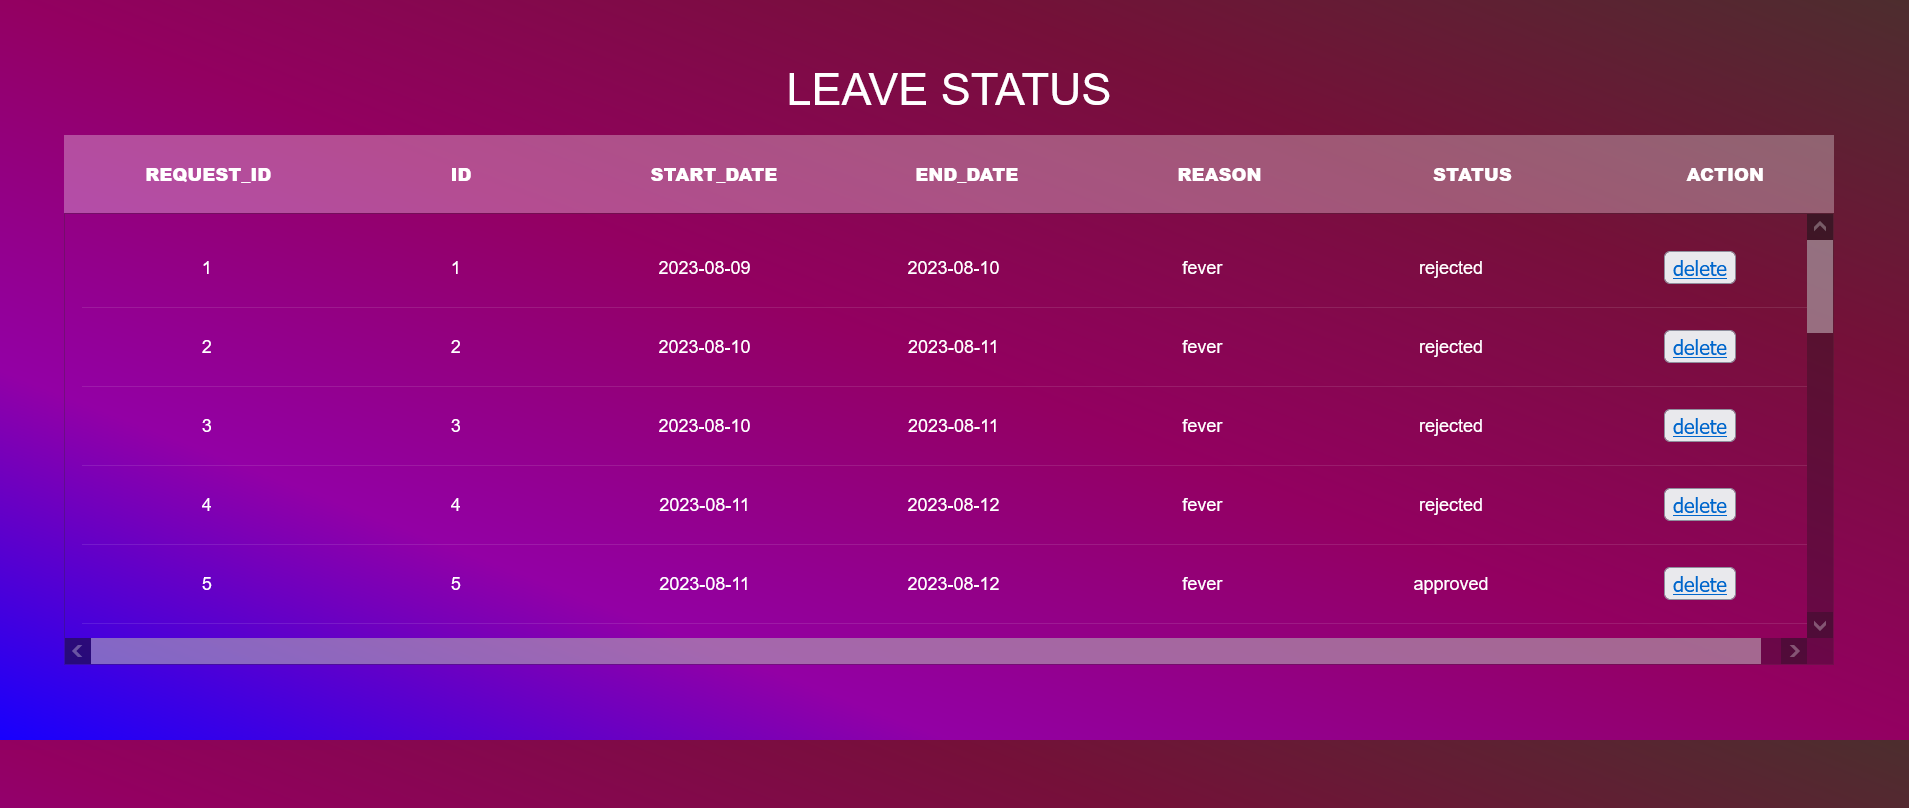 LEAVE STATUS
REQUEST_ID ID START_DATE END_DATE REASON STATUS ACTION
1 1 2023-08-09 2023-08-10 fever rejected delete
2 2 2023-08-10 2023-08-11 fever rejected delete
3 3 2023-08-10 2023-08-11 fever rejected delete
4 4 2023-08-11 2023-08-12 fever rejected delete
5 5 2023-08-11 2023-08-12 fever approved delete